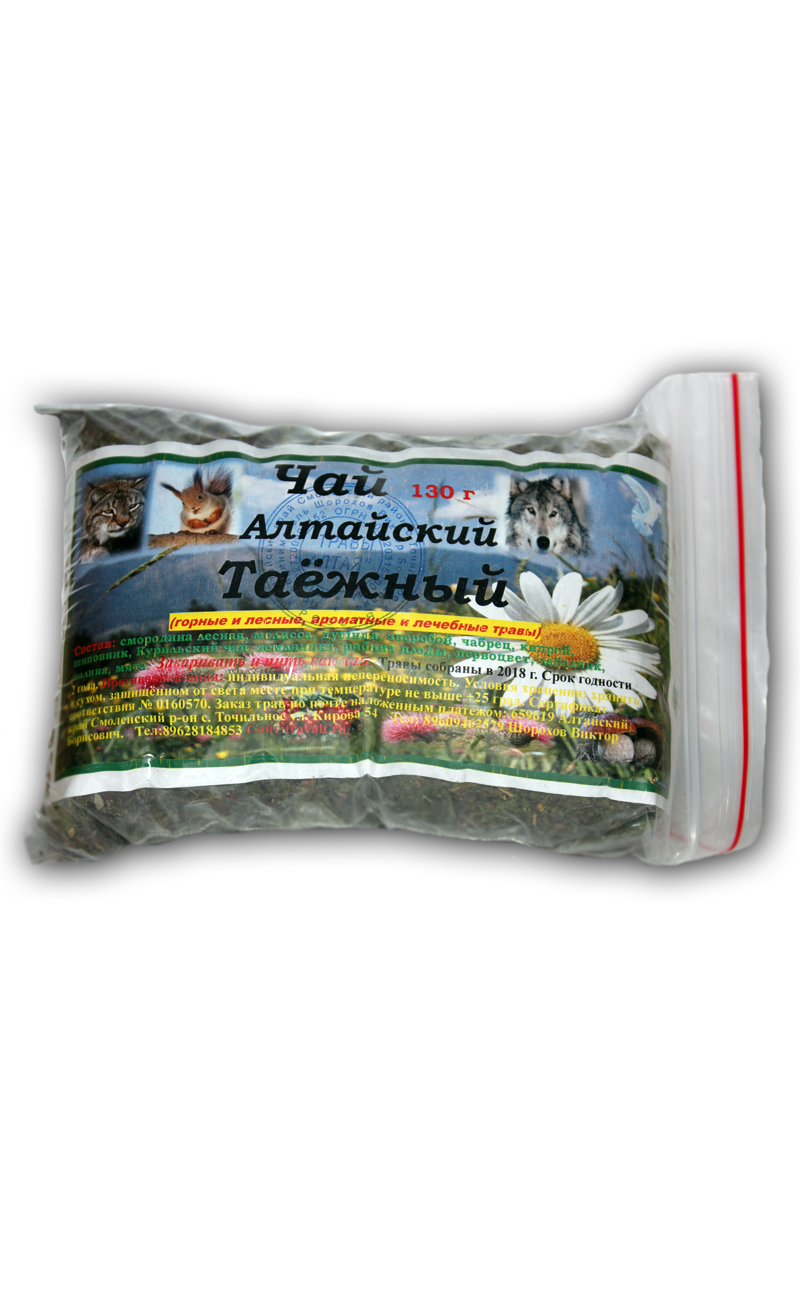 Чай 130 г
Алтайский
Таёжный
(горные и лесные, ароматные и лечебные травы)
Состав: смородина лесная, мелисса, душица, зверобой, чабрец, кипрей,
шиповник, Курильский чай, рябина плоды, первоцвет,
малина, мята. Заваривать и пить как чай. Травы собраны в 2018 г. Срок годности
2 года. Противопоказания: индивидуальная непереносимость. Условия хранения: хранить
в сухом, защищённом от света месте при температуре не выше +25 град. Сертификат
соответствия № 0160570. Заказ трав по почте наложенным платежом: 659619 Алтайский
край Смоленский р-он с. Точильное ул. Кирова 54 Тел: Шорохов Виктор
Борисович. Тел:89628184853